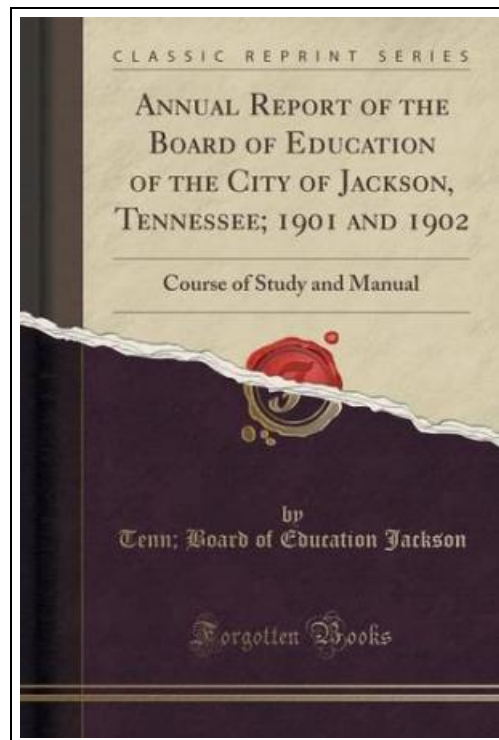 CLASSIC REPRINT SERIES
ANNUAL REPORT OF THE
BOARD OF EDUCATION
OF THE CITY OF JACKSON,
TENNESSEE; 1901 AND 1902
Course of Study and Manual
by
Tenn; Board of Education Jackson
Forgotten Books